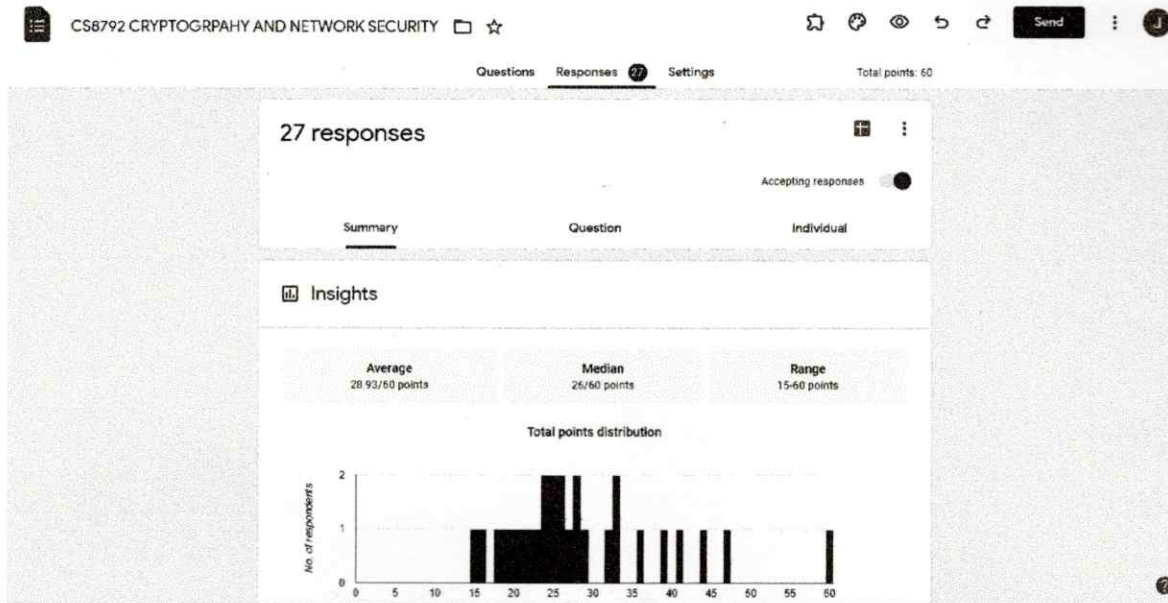 CS8792 CRYPTOGRPAHY AND NETWORK SECURITY
Send
J
Questions Responses 27 Settings
Total points: 60
27 responses
Accepting responses
Summary Question Individual
Insights
Average Median Range
28.93/60 points 26/60 points 15-60 points
Total points distribution
No. of respondents
2
1
0
0 5 10 15 20 25 30 35 40 45 50 55 60
?